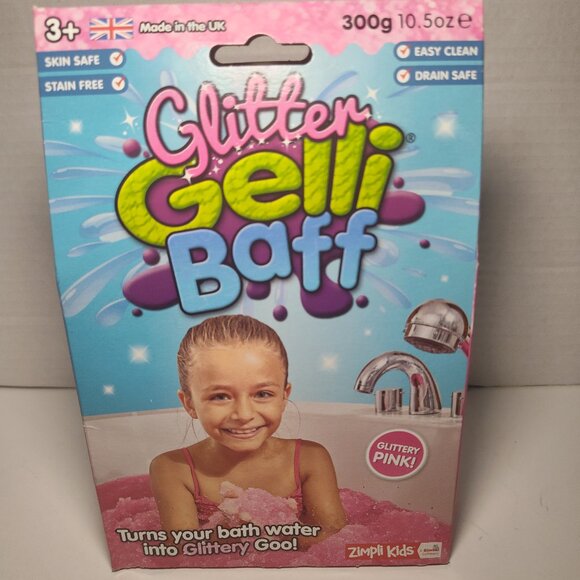 3+ Made in the UK 300g 10.5oz e
SKIN SAFE
STAIN FREE
EASY CLEAN
DRAIN SAFE
Glitter
Gelli®
Baff
GLITTERY
PINK!
Turns your bath water
into Glittery Goo!
ZIMPLI KIDS